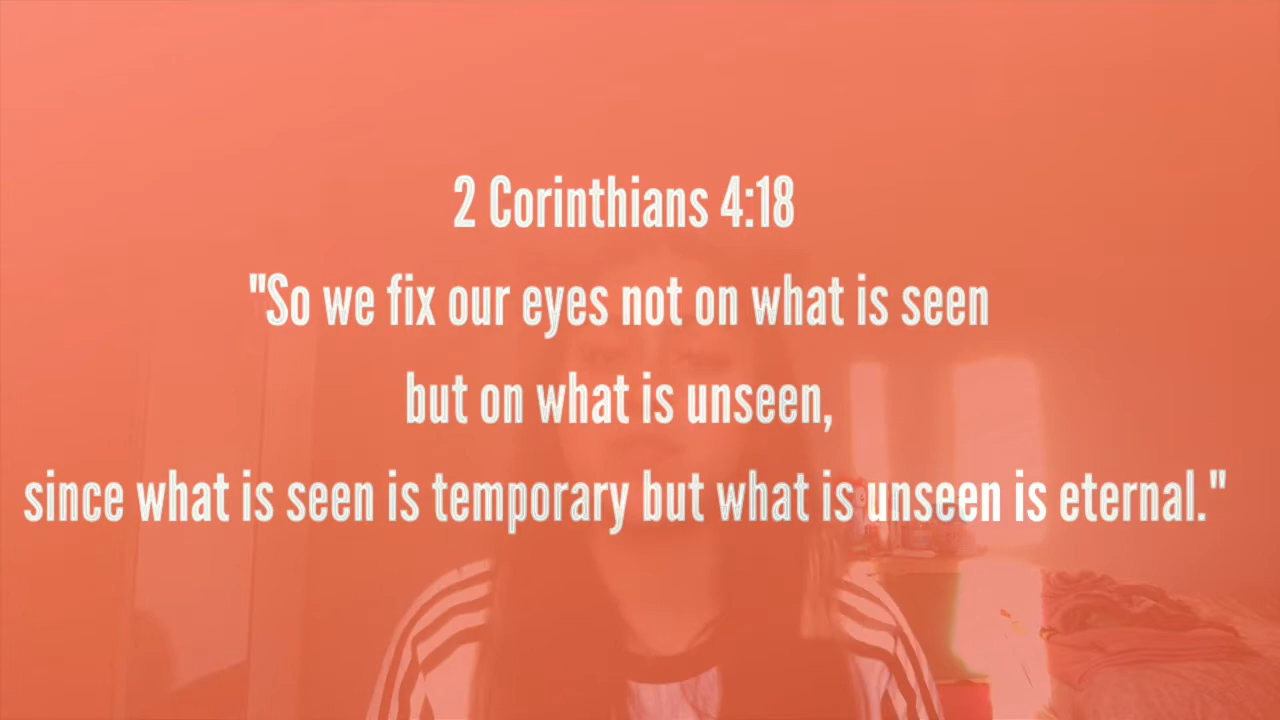 2 Corinthians 4:18
"So we fix our eyes not on what is seen
but on what is unseen,
since what is seen is temporary but what is unseen is eternal."